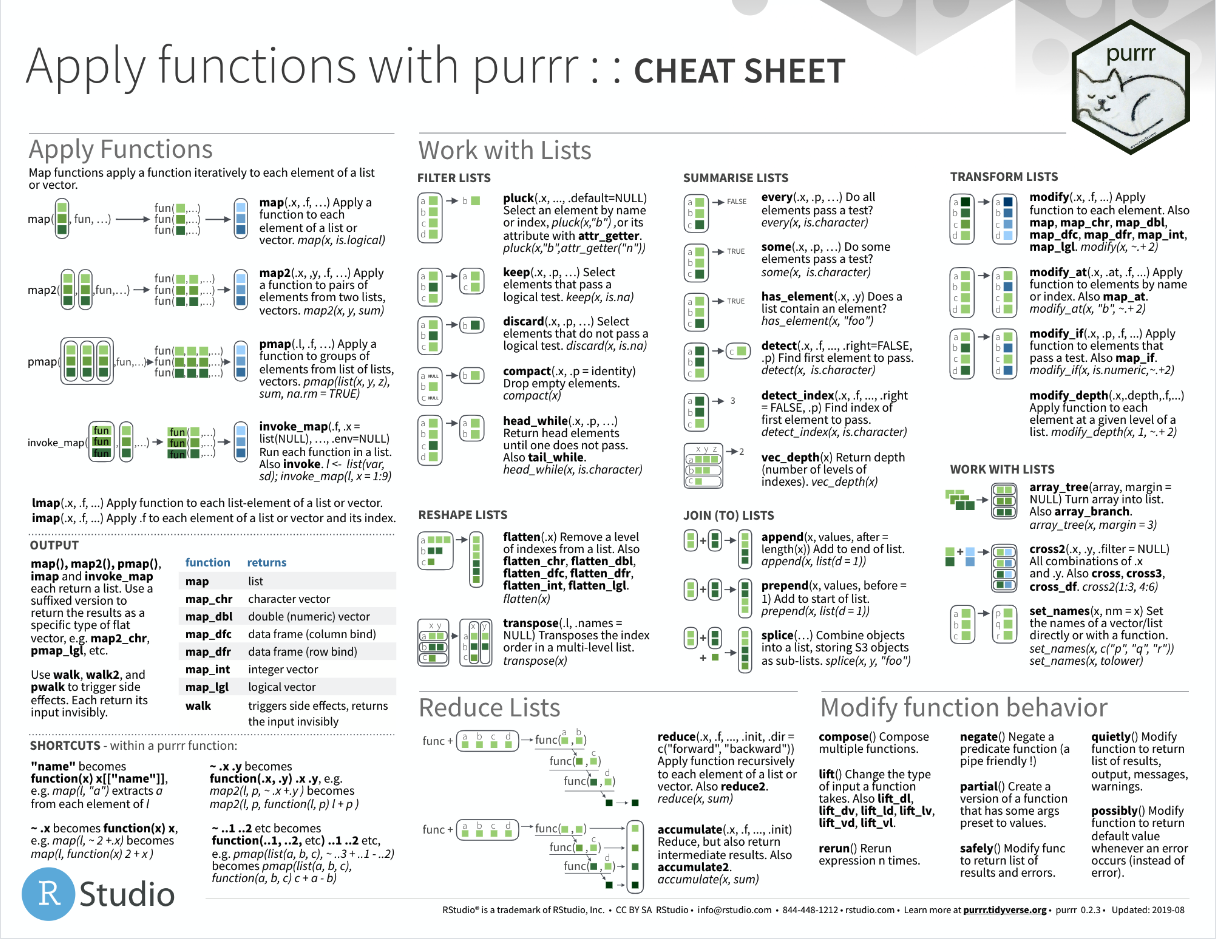 Apply functions with purrr : : CHEAT SHEET
purrr
Apply Functions
Map functions apply a function iteratively to each element of a list
or vector.
map( , fun, …)
fun( ,…)
fun( ,…)
fun( ,…)
map(.x, .f, …) Apply a
function to each
element of a list or
vector. map(x, is.logical)
map2( , ,fun,…)
fun( , ,…)
fun( , ,…)
fun( , ,…)
map2(.x, ,y, .f, …) Apply
a function to pairs of
elements from two lists,
vectors. map2(x, y, sum)
pmap( ,fun,…)
fun( , , ,…)
fun( , , ,…)
fun( , , ,…)
pmap(.l, .f, …) Apply a
function to groups of
elements from list of lists,
vectors. pmap(list(x, y, z),
sum, na.rm = TRUE)
invoke_map( , ,…)
fun
fun
fun
fun ( ,…)
fun ( ,…)
fun ( ,…)
invoke_map(.f, .x =
list(NULL), …, .env=NULL)
Run each function in a list.
Also invoke. l <- list(var,
sd); invoke_map(l, x = 1:9)
lmap(.x, .f, ...) Apply function to each list-element of a list or vector.
imap(.x, .f, ...) Apply .f to each element of a list or vector and its index.
OUTPUT
map(), map2(), pmap(),
imap and invoke_map
each return a list. Use a
suffixed version to
return the results as a
specific type of flat
vector, e.g. map2_chr,
pmap_lgl, etc.
Use walk, walk2, and
pwalk to trigger side
effects. Each return its
input invisibly.
function returns
map list
map_chr character vector
map_dbl double (numeric) vector
map_dfc data frame (column bind)
map_dfr data frame (row bind)
map_int integer vector
map_lgl logical vector
walk triggers side effects, returns
the input invisibly
SHORTCUTS - within a purrr function:
"name" becomes
function(x) x[["name"]],
e.g. map(l, "a") extracts a
from each element of l
~ .x becomes function(x) x,
e.g. map(l, ~ 2 +.x) becomes
map(l, function(x) 2 + x )
~ .x .y becomes
function(.x, .y) .x .y, e.g.
map2(l, p, ~ .x +.y ) becomes
map2(l, p, function(l, p) l + p )
~ ..1 ..2 etc becomes
function(..1, ..2, etc) ..1 ..2 etc,
e.g. pmap(list(a, b, c), ~ ..3 + ..1 - ..2)
becomes pmap(list(a, b, c),
function(a, b, c) c + a - b)
Work with Lists
FILTER LISTS
a b c d
b
pluck(.x, ..., .default=NULL)
Select an element by name
or index, pluck(x,"b") ,or its
attribute with attr_getter.
pluck(x,"b",attr_getter("n"))
a b c
a c
keep(.x, .p, …) Select
elements that pass a
logical test. keep(x, is.na)
a b c
b
discard(.x, .p, …) Select
elements that do not pass a
logical test. discard(x, is.na)
a NULL
b
c NULL
b
compact(.x, .p = identity)
Drop empty elements.
compact(x)
a b c d
a b
head_while(.x, .p, …)
Return head elements
until one does not pass.
Also tail_while.
head_while(x, is.character)
RESHAPE LISTS
a b c
flatten(.x) Remove a level
of indexes from a list. Also
flatten_chr, flatten_dbl,
flatten_dfc, flatten_dfr,
flatten_int, flatten_lgl.
flatten(x)
x y
a b c
x y
a b c
transpose(.l, .names =
NULL) Transposes the index
order in a multi-level list.
transpose(x)
SUMMARISE LISTS
a b c
FALSE
every(.x, .p, …) Do all
elements pass a test?
every(x, is.character)
a b c
TRUE
some(.x, .p, …) Do some
elements pass a test?
some(x, is.character)
a b c
TRUE
has_element(.x, .y) Does a
list contain an element?
has_element(x, "foo")
a b c
c
detect(.x, .f, ..., .right=FALSE,
.p) Find first element to pass.
detect(x, is.character)
a b c
3
detect_index(.x, .f, ..., .right
= FALSE, .p) Find index of
first element to pass.
detect_index(x, is.character)
x y z
a b c
2
vec_depth(x) Return depth
(number of levels of
indexes). vec_depth(x)
JOIN (TO) LISTS
+
append(x, values, after =
length(x)) Add to end of list.
append(x, list(d = 1))
+
prepend(x, values, before =
1) Add to start of list.
prepend(x, list(d = 1))
+
+
splice(…) Combine objects
into a list, storing S3 objects
as sub-lists. splice(x, y, "foo")
TRANSFORM LISTS
a b c d
a b c d
modify(.x, .f, ...) Apply
function to each element. Also
map, map_chr, map_dbl,
map_dfc, map_dfr, map_int,
map_lgl. modify(x, ~.+ 2)
a b c d
a b c d
modify_at(.x, .at, .f, ...) Apply
function to elements by name
or index. Also map_at.
modify_at(x, "b", ~.+ 2)
a b c d
a b c d
modify_if(.x, .p, .f, ...) Apply
function to elements that
pass a test. Also map_if.
modify_if(x, is.numeric,~.+2)
modify_depth(.x,.depth,.f,...)
Apply function to each
element at a given level of a
list. modify_depth(x, 1, ~.+ 2)
WORK WITH LISTS
array_tree(array, margin =
NULL) Turn array into list.
Also array_branch.
array_tree(x, margin = 3)
+
cross2(.x, .y, .filter = NULL)
All combinations of .x
and .y. Also cross, cross3,
cross_df. cross2(1:3, 4:6)
a b c
p q r
set_names(x, nm = x) Set
the names of a vector/list
directly or with a function.
set_names(x, c("p", "q", "r"))
set_names(x, tolower)
Reduce Lists
func + a b c d
func( a , b )
func( , c )
func( , d )
reduce(.x, .f, ..., .init, .dir =
c("forward", "backward"))
Apply function recursively
to each element of a list or
vector. Also reduce2.
reduce(x, sum)
func + a b c d
func( a , b )
func( , c )
func( , d )
accumulate(.x, .f, ..., .init)
Reduce, but also return
intermediate results. Also
accumulate2.
accumulate(x, sum)
Modify function behavior
compose() Compose
multiple functions.
lift() Change the type
of input a function
takes. Also lift_dl,
lift_dv, lift_ld, lift_lv,
lift_vd, lift_vl.
rerun() Rerun
expression n times.
negate() Negate a
predicate function (a
pipe friendly !)
partial() Create a
version of a function
that has some args
preset to values.
safely() Modify func
to return list of
results and errors.
quietly() Modify
function to return
list of results,
output, messages,
warnings.
possibly() Modify
function to return
default value
whenever an error
occurs (instead of
error).
R Studio
RStudio® is a trademark of RStudio, Inc. • CC BY SA RStudio • info@rstudio.com • 844-448-1212 • rstudio.com • Learn more at purrr.tidyverse.org • purrr 0.2.3 • Updated: 2019-08